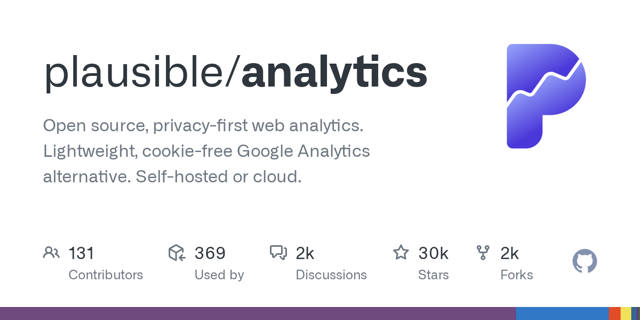 plausible/analytics
Open source, privacy-first web analytics.
Lightweight, cookie-free Google Analytics
alternative. Self-hosted or cloud.
131 369 2k 30k 2k
Contributors Used by Discussions Stars Forks